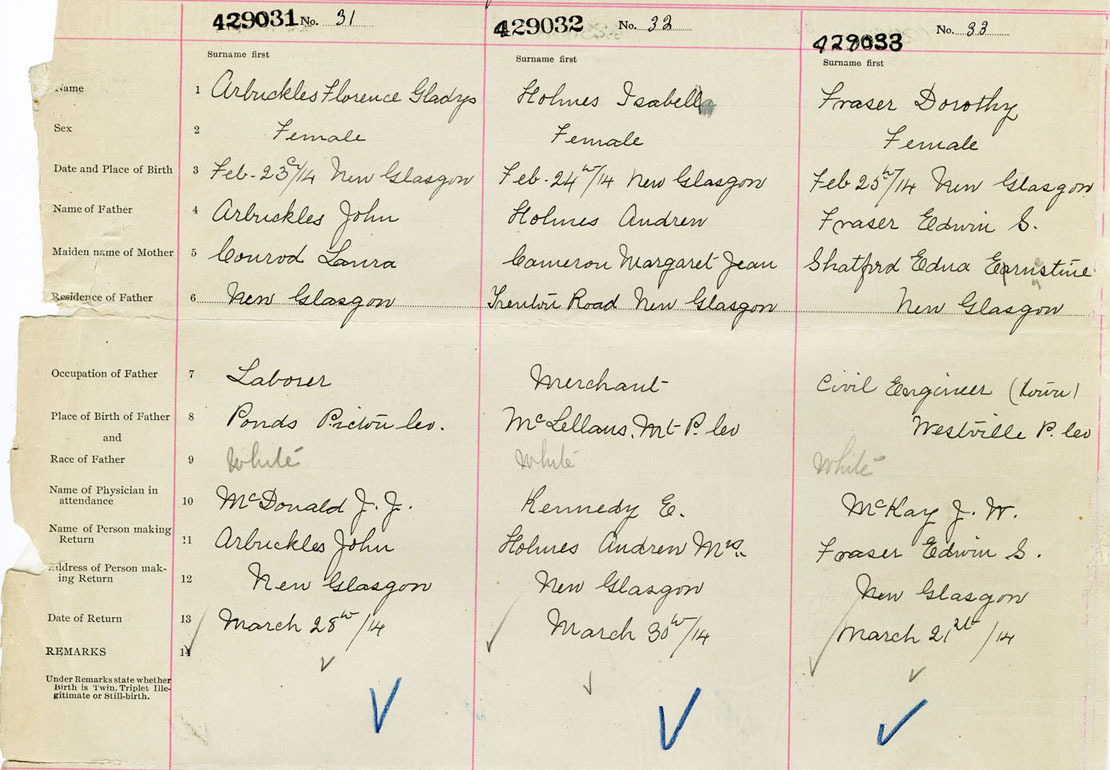 429031 No. 31 429032 No. 32 429033 No. 33
Surname first Surname first Surname first
Name 1 Arbuckles Florence Gladys Holmes Isabella Fraser Dorothy
Sex 2 Female Female Female
Date and Place of Birth 3 Feb-23rd/14 New Glasgow Feb-24th/14 New Glasgow Feb 25th/14 New Glasgow
Name of Father 4 Arbuckles John Holmes Andrew Fraser Edwin S.
Maiden name of Mother 5 Conrod Laura Cameron Margaret Jean Shatford Edna Earnstine
Residence of Father 6 New Glasgow Trenton Road New Glasgow New Glasgow
Occupation of Father 7 Laborer Merchant Civil Engineer (town)
Place of Birth of Father 8 Ponds Pictou Co. McLellans. Mt P. Co Westville P. Co
and
Race of Father 9 White White White
Name of Physician in
attendance 10 McDonald J. J. Kennedy E. McKay J. W.
Name of Person making
Return 11 Arbuckles John Holmes Andrew Mrs. Fraser Edwin S.
Address of Person mak-
ing Return 12 New Glasgow New Glasgow New Glasgow
Date of Return 13 March 28th/14 March 30th/14 March 21st/14
REMARKS 14
Under Remarks state whether
Birth is Twin, Triplet Ille-
gitimate or Still-birth.